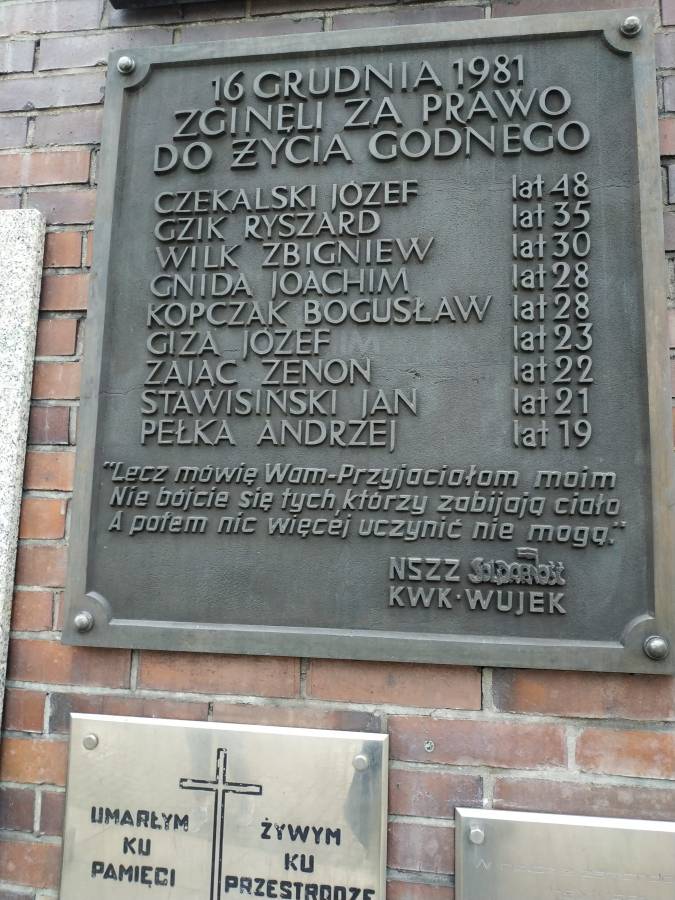 16 GRUDNIA 1981
ZGINĘLI ZA PRAWO
DO ŻYCIA GODNEGO
CZEKALSKI JÓZEF lat 48
GZIK RYSZARD lat 35
WILK ZBIGNIEW lat 30
GNIDA JOACHIM lat 28
KOPCZAK BOGUSŁAW lat 28
GIZA JÓZEF lat 23
ZAJĄC ZENON lat 22
STAWISIŃSKI JAN lat 21
PEŁKA ANDRZEJ lat 19
"Lecz mówię Wam-Przyjaciołom moim
Nie bójcie się tych, którzy zabijają ciało
A potem nic więcej uczynić nie mogą."
NSZZ Solidarność
KWK·WUJEK
UMARŁYM
KU
PAMIĘCI
ŻYWYM
KU
PRZESTRODZE